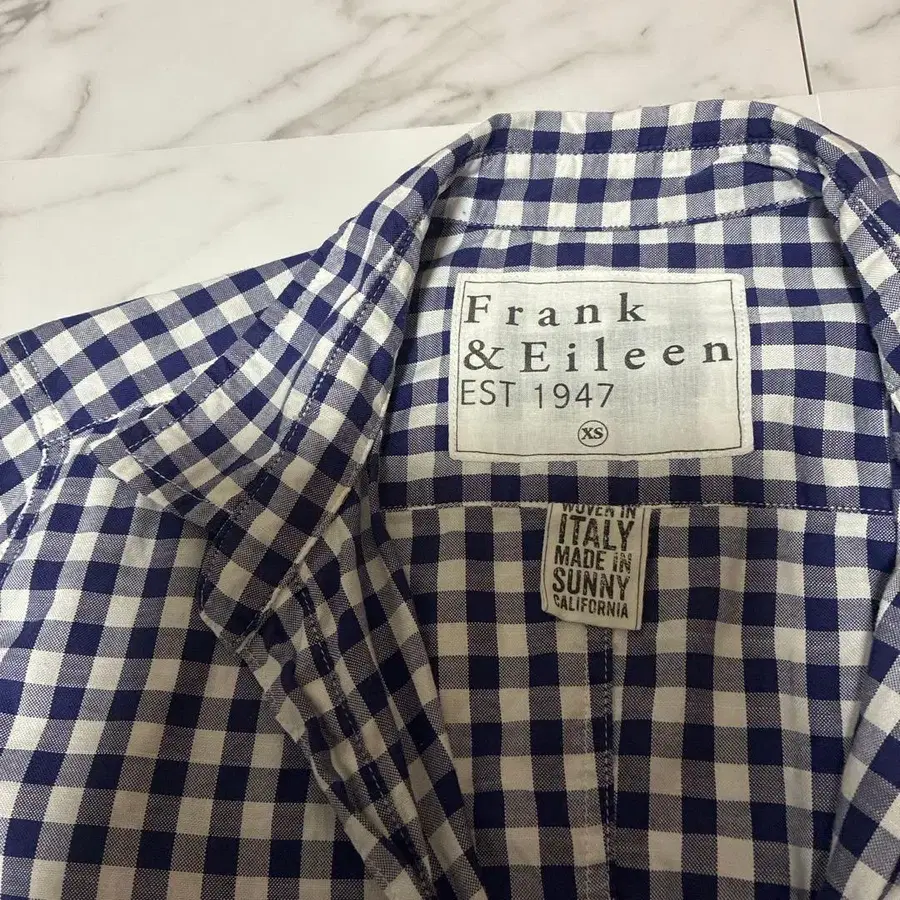 Frank
& Eileen
EST 1947
XS
WOVEN IN
ITALY
MADE IN
SUNNY
CALIFORNIA